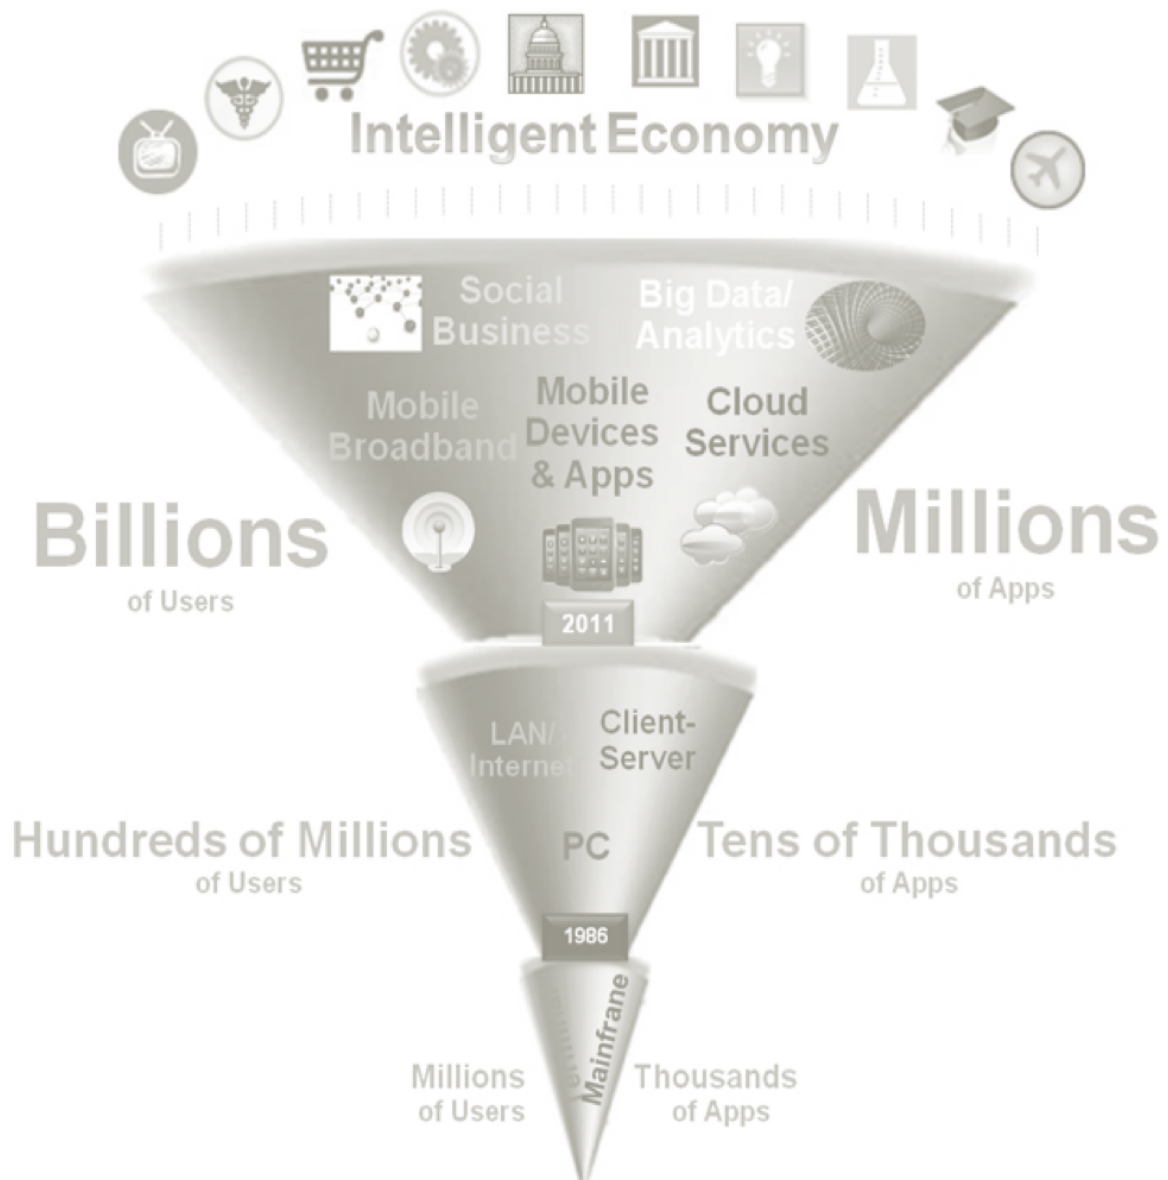 Intelligent Economy
Social
Business
Big Data/
Analytics
Mobile
Broadband
Mobile
Devices
& Apps
Cloud
Services
Billions
of Users
Millions
of Apps
2011
LAN/
Internet
Client-
Server
Hundreds of Millions
of Users
PC
Tens of Thousands
of Apps
1986
Mainfrane
Millions
of Users
Thousands
of Apps